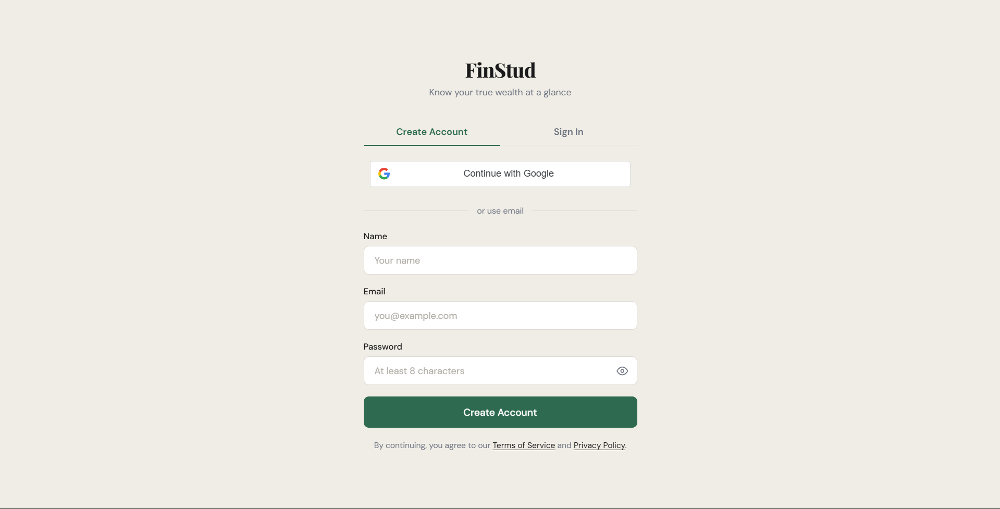 FinStud
Know your true wealth at a glance
Create Account
Sign In
Continue with Google
or use email
Name
Your name
Email
you@example.com
Password
At least 8 characters
Create Account
By continuing, you agree to our Terms of Service and Privacy Policy.